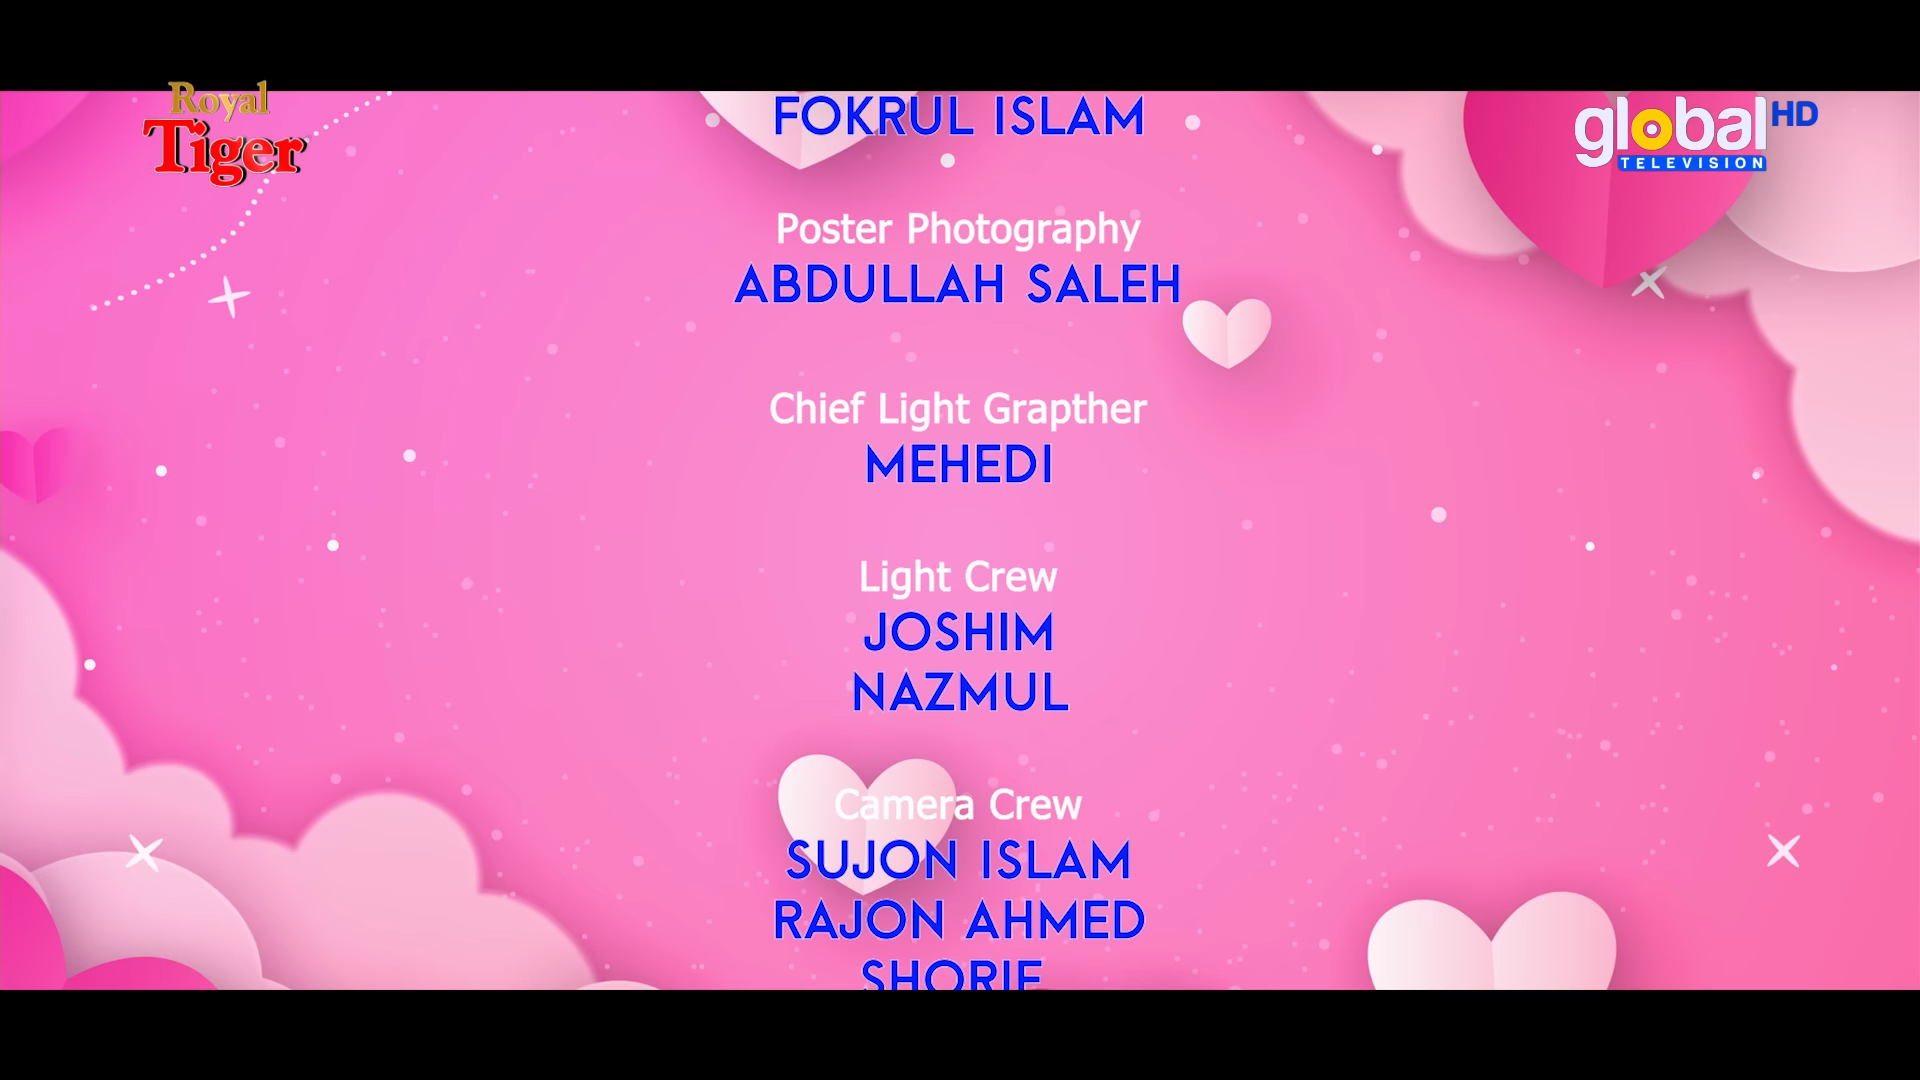 Royal
Tiger
global HD
TELEVISION
FOKRUL ISLAM
Poster Photography
ABDULLAH SALEH
Chief Light Grapther
MEHEDI
Light Crew
JOSHIM
NAZMUL
Camera Crew
SUJON ISLAM
RAJON AHMED
SHORIF